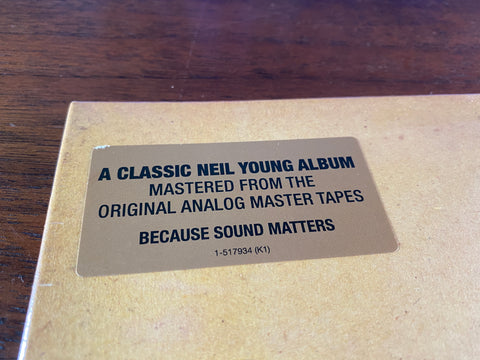 A CLASSIC NEIL YOUNG ALBUM
MASTERED FROM THE
ORIGINAL ANALOG MASTER TAPES
BECAUSE SOUND MATTERS
1-517934 (K1)